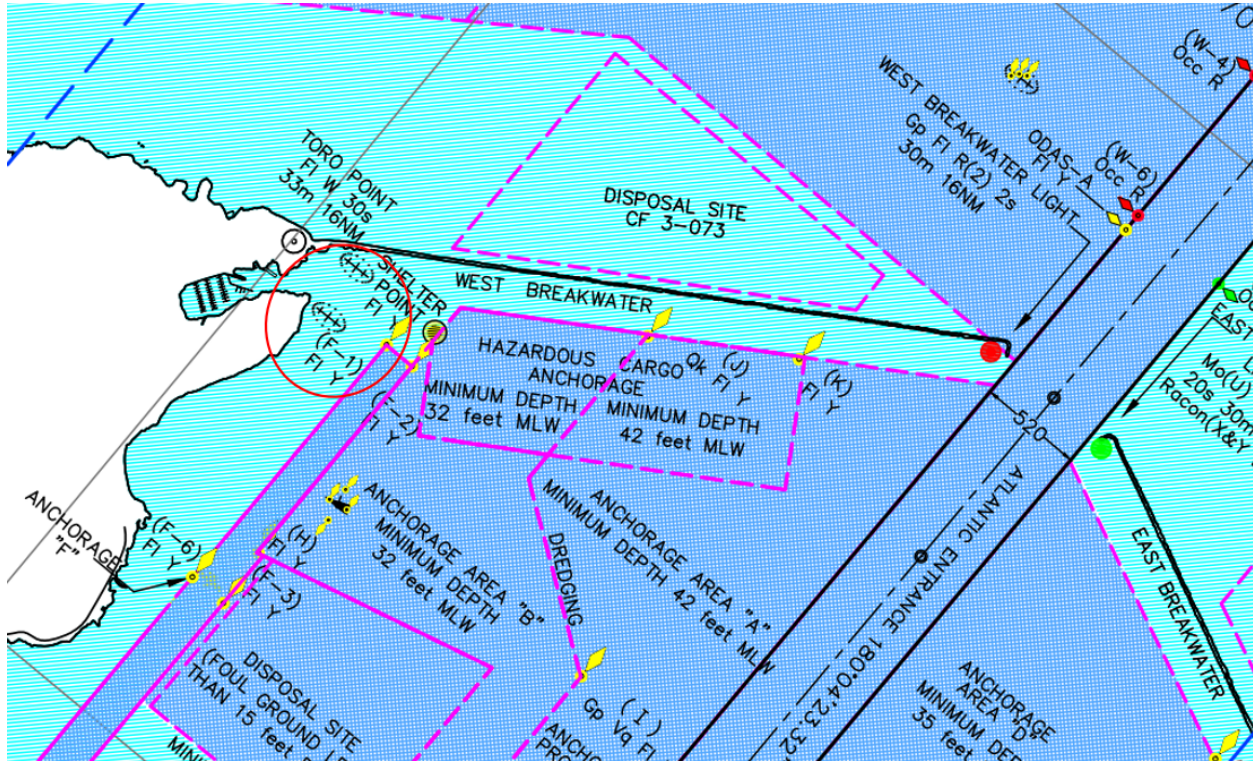 TORO POINT
Fl W 30s
33m 16NM
SHELTER
POINT
Fl Y
(F-1)
Fl Y
(F-2)
Fl Y
WEST BREAKWATER
DISPOSAL SITE
CF 3-073
WEST BREAKWATER LIGHT
Gp Fl R(2) 2s
30m 16NM
ODAS-A
Fl Y
(W-6)
Occ R
(W-4)
Occ R
70
HAZARDOUS CARGO
ANCHORAGE
MINIMUM DEPTH
32 feet MLW
MINIMUM DEPTH
42 feet MLW
(J)
Qk Fl Y
(K)
Fl Y
520
EAST
Mo(U)
20s 30m
Racon(X&Y
ANCHORAGE
"F"
(F-6)
Fl Y
(H)
Fl Y
(F-3)
Fl Y
ANCHORAGE AREA "B"
MINIMUM DEPTH
32 feet MLW
DREDGING
ANCHORAGE AREA "A"
MINIMUM DEPTH 42 feet MLW
ATLANTIC ENTRANCE 180°04'23.32
EAST BREAKWATER
DISPOSAL SITE
(FOUL GROUND
THAN 15 feet
(I)
Gp Vq Fl
ANCHORAGE
AREA "D"
35 feet